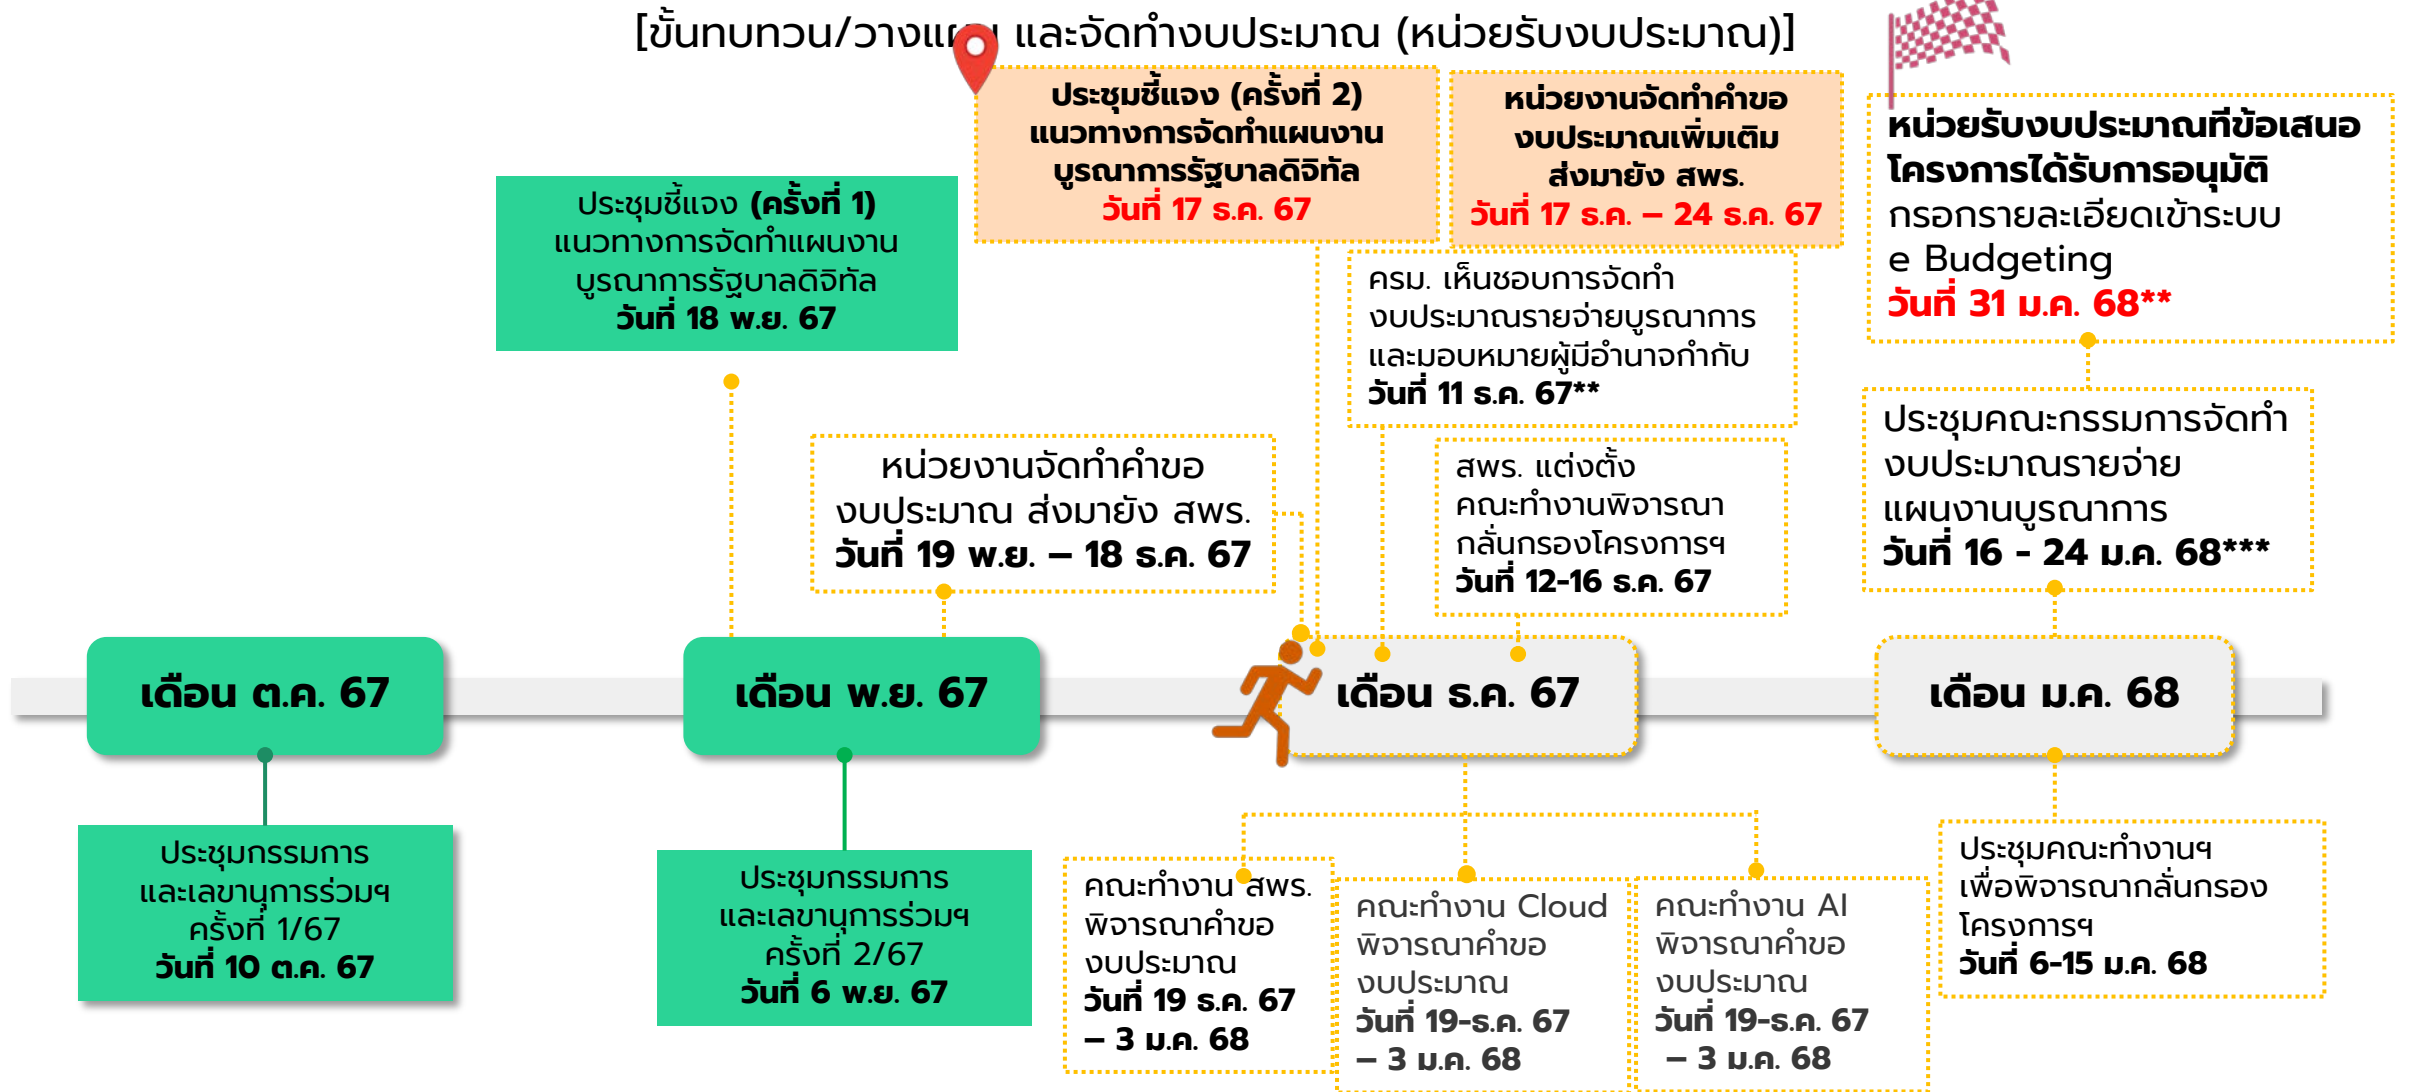 [ขั้นทบทวน/วางแผน และจัดทำงบประมาณ (หน่วยรับงบประมาณ)]
ประชุมชี้แจง (ครั้งที่ 1)
แนวทางการจัดทำแผนงาน
บูรณาการรัฐบาลดิจิทัล
วันที่ 18 พ.ย. 67
ประชุมชี้แจง (ครั้งที่ 2)
แนวทางการจัดทำแผนงาน
บูรณาการรัฐบาลดิจิทัล
วันที่ 17 ธ.ค. 67
หน่วยงานจัดทำคำขอ
งบประมาณเพิ่มเติม
ส่งมายัง สพร.
วันที่ 17 ธ.ค. – 24 ธ.ค. 67
หน่วยรับงบประมาณที่ข้อเสนอ
โครงการได้รับการอนุมัติ
กรอกรายละเอียดเข้าระบบ
e Budgeting
วันที่ 31 ม.ค. 68**
ครม. เห็นชอบการจัดทำ
งบประมาณรายจ่ายบูรณาการ
และมอบหมายผู้มีอำนาจกำกับ
วันที่ 11 ธ.ค. 67**
หน่วยงานจัดทำคำขอ
งบประมาณ ส่งมายัง สพร.
วันที่ 19 พ.ย. – 18 ธ.ค. 67
สพร. แต่งตั้ง
คณะทำงานพิจารณา
กลั่นกรองโครงการฯ
วันที่ 12-16 ธ.ค. 67
ประชุมคณะกรรมการจัดทำ
งบประมาณรายจ่าย
แผนงานบูรณาการ
วันที่ 16 - 24 ม.ค. 68***
เดือน ต.ค. 67
เดือน พ.ย. 67
เดือน ธ.ค. 67
เดือน ม.ค. 68
ประชุมกรรมการ
และเลขานุการร่วมฯ
ครั้งที่ 1/67
วันที่ 10 ต.ค. 67
ประชุมกรรมการ
และเลขานุการร่วมฯ
ครั้งที่ 2/67
วันที่ 6 พ.ย. 67
คณะทำงาน สพร.
พิจารณาคำขอ
งบประมาณ
วันที่ 19 ธ.ค. 67
– 3 ม.ค. 68
คณะทำงาน Cloud
พิจารณาคำขอ
งบประมาณ
วันที่ 19-ธ.ค. 67
– 3 ม.ค. 68
คณะทำงาน AI
พิจารณาคำขอ
งบประมาณ
วันที่ 19-ธ.ค. 67
– 3 ม.ค. 68
ประชุมคณะทำงานฯ
เพื่อพิจารณากลั่นกรอง
โครงการฯ
วันที่ 6-15 ม.ค. 68